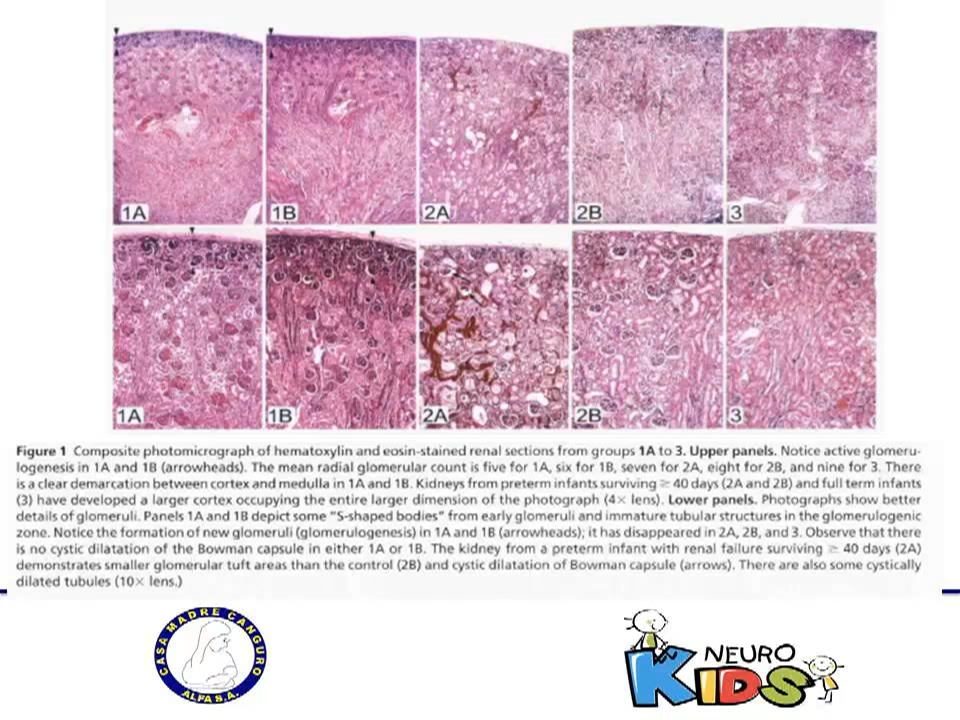 1A
1B
2A
2B
3
1A
1B
2A
2B
3
Figure 1 Composite photomicrograph of hematoxylin and eosin-stained renal sections from groups 1A to 3. Upper panels. Notice active glomeru-
logenesis in 1A and 1B (arrowheads). The mean radial glomerular count is five for 1A, six for 1B, seven for 2A, eight for 2B, and nine for 3. There
is a clear demarcation between cortex and medulla in 1A and 1B. Kidneys from preterm infants surviving ≥ 40 days (2A and 2B) and full term infants
(3) have developed a larger cortex occupying the entire larger dimension of the photograph (4× lens). Lower panels. Photographs show better
details of glomeruli. Panels 1A and 1B depict some "S-shaped bodies" from early glomeruli and immature tubular structures in the glomerulogenic
zone. Notice the formation of new glomeruli (glomerulogenesis) in 1A and 1B (arrowheads); it has disappeared in 2A, 2B, and 3. Observe that there
is no cystic dilatation of the Bowman capsule in either 1A or 1B. The kidney from a preterm infant with renal failure surviving ≥ 40 days (2A)
demonstrates smaller glomerular tuft areas than the control (2B) and cystic dilatation of Bowman capsule (arrows). There are also some cystically
dilated tubules (10× lens.)
CASA MADRE CANGURO
ALFA S.A.
NEURO
KIDS